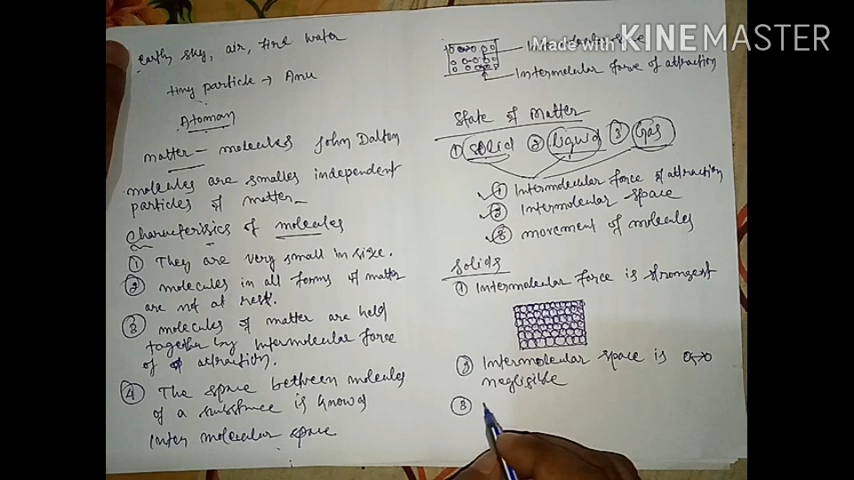 earth, sky, air, fire water
tiny particle → Anu
Atoman
matter - molecules John Dalton
molecules are smalles independent
particles of matter
Characterisics of molecules
① They are very small in size.
② molecules in all forms of matter
are not at rest.
③ molecules of matter are held
together by intermolecular force
of attraction.
④ The space between molecules
of a substance is know
Inter molecular space
Made with KINEMASTER
Intermolecular force of attraction
State of Matter
① solid ② liquid ③ Gas
① Intermolecular force of attraction
② Intermolecular space
③ movement of molecules
Solids
① Intermolecular force is strongest
② Intermolecular space is
negligible
③